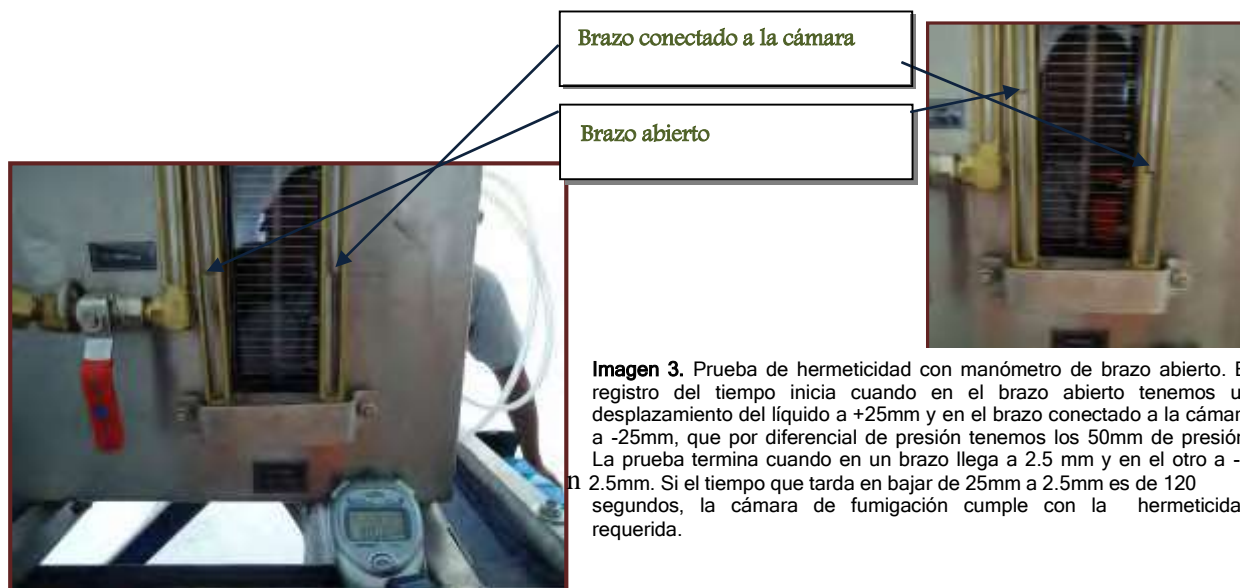 Brazo conectado a la cámara
Brazo abierto
Imagen 3. Prueba de hermeticidad con manómetro de brazo abierto.
registro del tiempo inicia cuando en el brazo abierto tenemos
desplazamiento del líquido a +25mm y en el brazo conectado a la
a -25mm, que por diferencial de presión tenemos los 50mm de
La prueba termina cuando en un brazo llega a 2.5 mm y en el otro a -
n 2.5mm. Si el tiempo que tarda en bajar de 25mm a 2.5mm es de 120
segundos, la cámara de fumigación cumple con la
requerida.